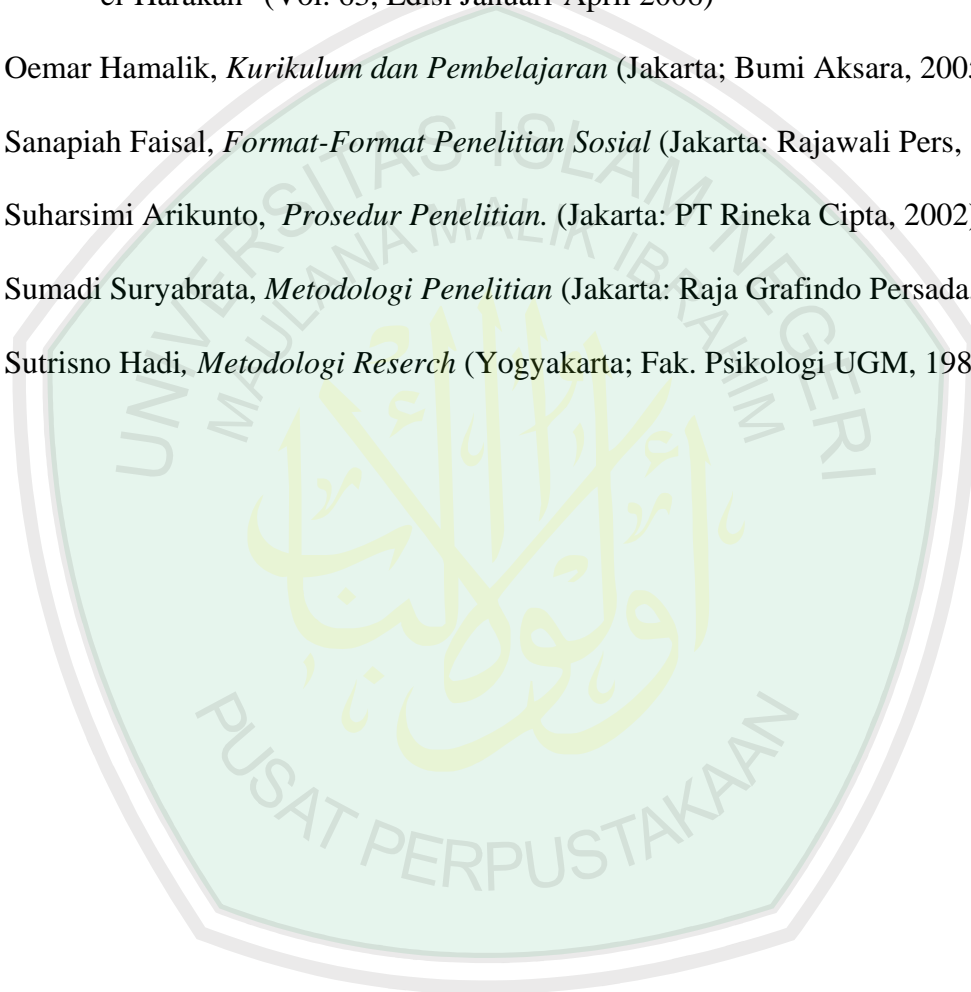 (Vol. 63, Edisi Januari-April 2006)
Oemar Hamalik, Kurikulum dan Pembelajaran (Jakarta; Bumi Aksara, 200
Sanapiah Faisal, Format-Format Penelitian Sosial (Jakarta: Rajawali Pers,
Suharsimi Arikunto, Prosedur Penelitian. (Jakarta: PT Rineka Cipta, 2002)
Sumadi Suryabrata, Metodologi Penelitian (Jakarta: Raja Grafindo Persada
Sutrisno Hadi, Metodologi Reserch (Yogyakarta; Fak. Psikologi UGM, 198
UNIVERSITAS ISLAM NEGERI
MAULANA MALIK IBRAHIM
PUSAT PERPUSTAKAAN